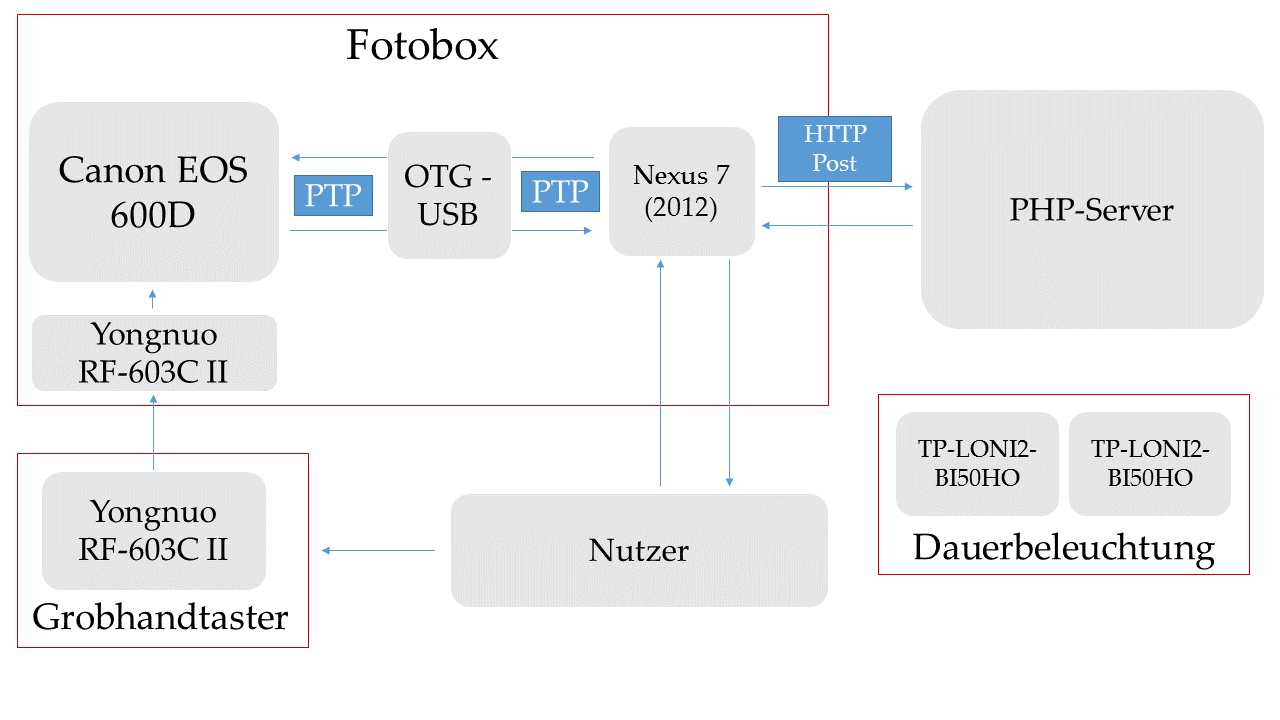 Fotobox
Canon EOS
600D
PTP
OTG -
USB
PTP
Nexus 7
(2012)
HTTP
Post
PHP-Server
Yongnuo
RF-603C II
Yongnuo
RF-603C II
Grobhandtaster
Nutzer
TP-LONI2-
BI50HO
TP-LONI2-
BI50HO
Dauerbeleuchtung